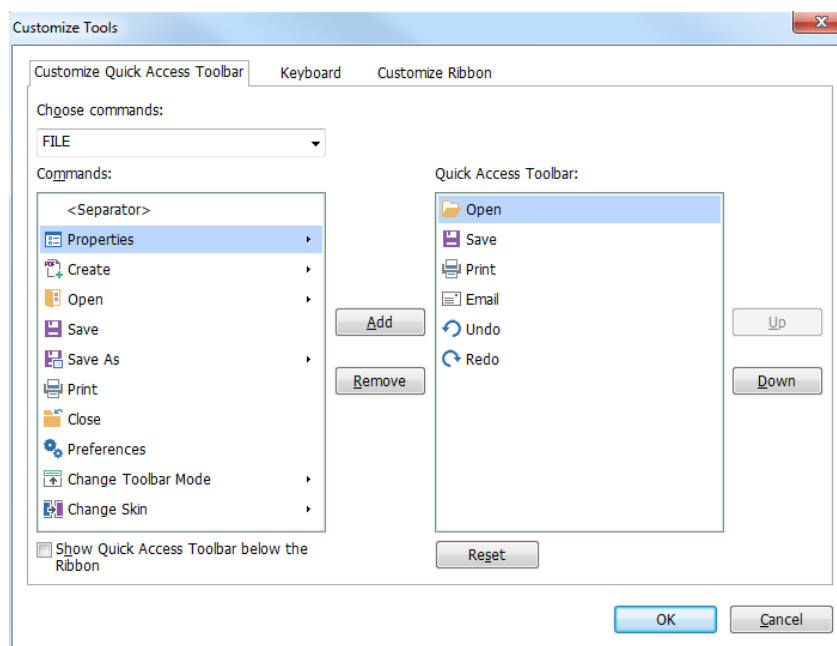 Customize Tools
Customize Quick Access Toolbar
Keyboard
Customize Ribbon
Choose commands:
FILE
Commands:
<Separator>
Properties
Create
Open
Save
Save As
Print
Close
Preferences
Change Toolbar Mode
Change Skin
Show Quick Access Toolbar below the
Ribbon
Add
Remove
Quick Access Toolbar:
Open
Save
Print
Email
Undo
Redo
Reset
Up
Down
OK
Cancel